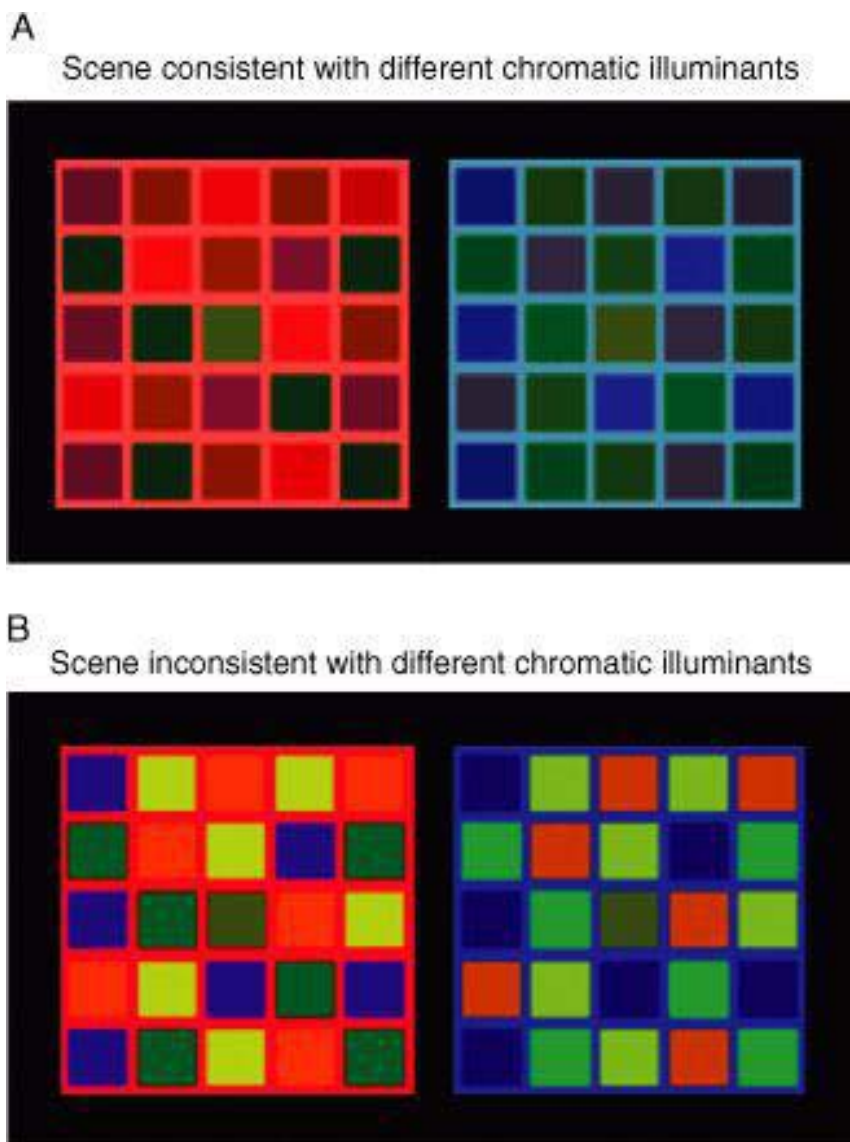 A
Scene consistent with different chromatic illuminants
B
Scene inconsistent with different chromatic illuminants